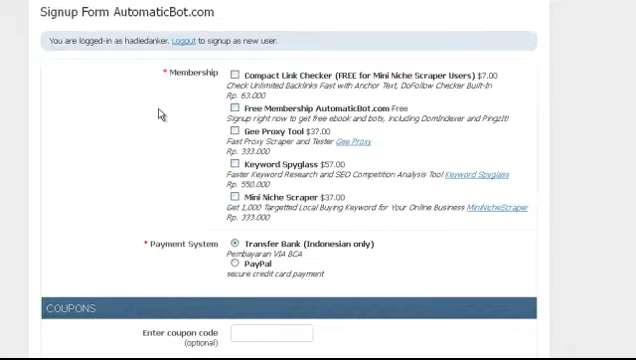 Signup Form AutomaticBot.com
You are logged-in as hadiedanker. Logout to signup as new user.
* Membership
Compact Link Checker (FREE for Mini Niche Scraper Users) $7.00
Check Unlimited Backlinks Fast with Anchor Text, DoFollow Checker Built-In
Rp. 63.000
Free Membership AutomaticBot.com Free
Signup right now to get free ebook and bots, including DomIndexer and PingzIt!
Gee Proxy Tool $37.00
Fast Proxy Scraper and Tester Gee Proxy
Rp. 333.000
Keyword Spyglass $57.00
Faster Keyword Research and SEO Competition Analysis Tool Keyword Spyglass
Rp. 550.000
Mini Niche Scraper $37.00
Get 1,000 Targetted Local Buying Keyword for Your Online Business MiniNicheScraper
Rp. 333.000
* Payment System
Transfer Bank (Indonesian only)
Pembayaran VIA BCA
PayPal
secure credit card payment
COUPONS
Enter coupon code
(optional)